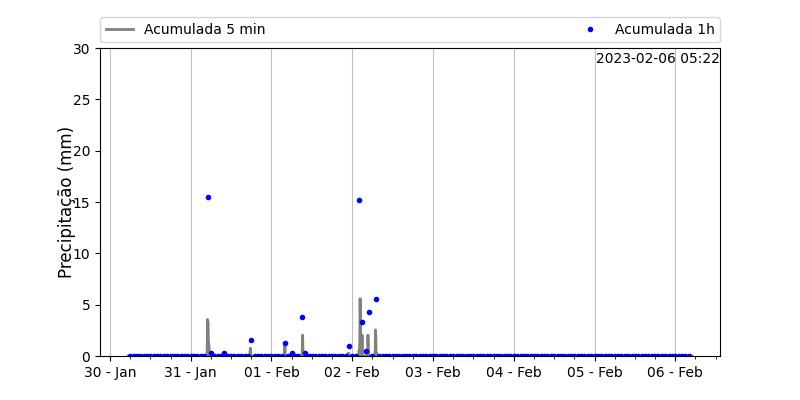 Acumulada 5 min
Acumulada 1h
2023-02-06 05:22
Precipitação (mm)
30
25
20
15
10
5
0
30 - Jan
31 - Jan
01 - Feb
02 - Feb
03 - Feb
04 - Feb
05 - Feb
06 - Feb